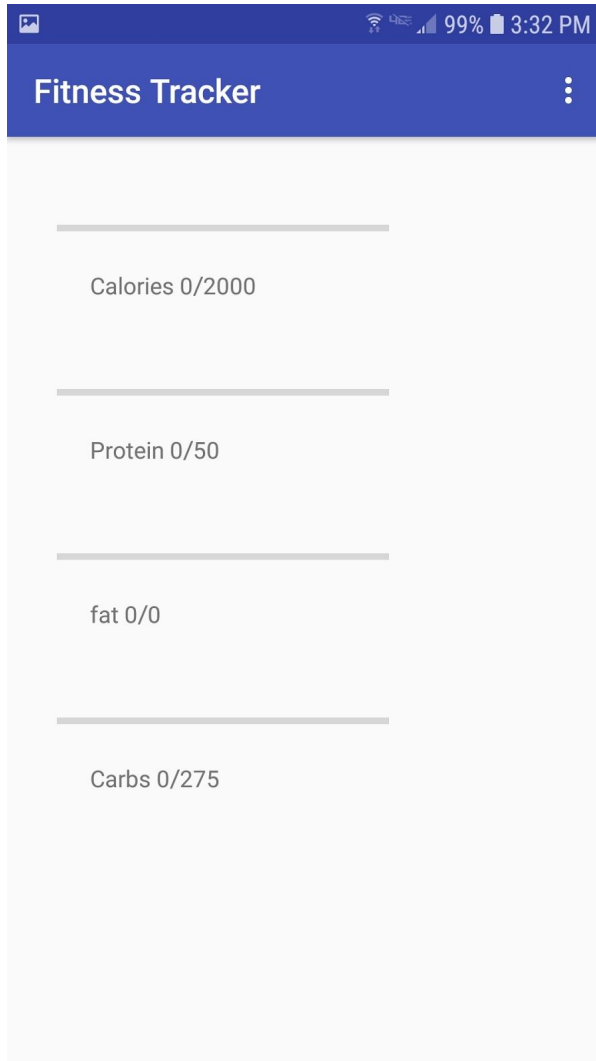 99% 3:32 PM
Fitness Tracker
Calories 0/2000
Protein 0/50
fat 0/0
Carbs 0/275